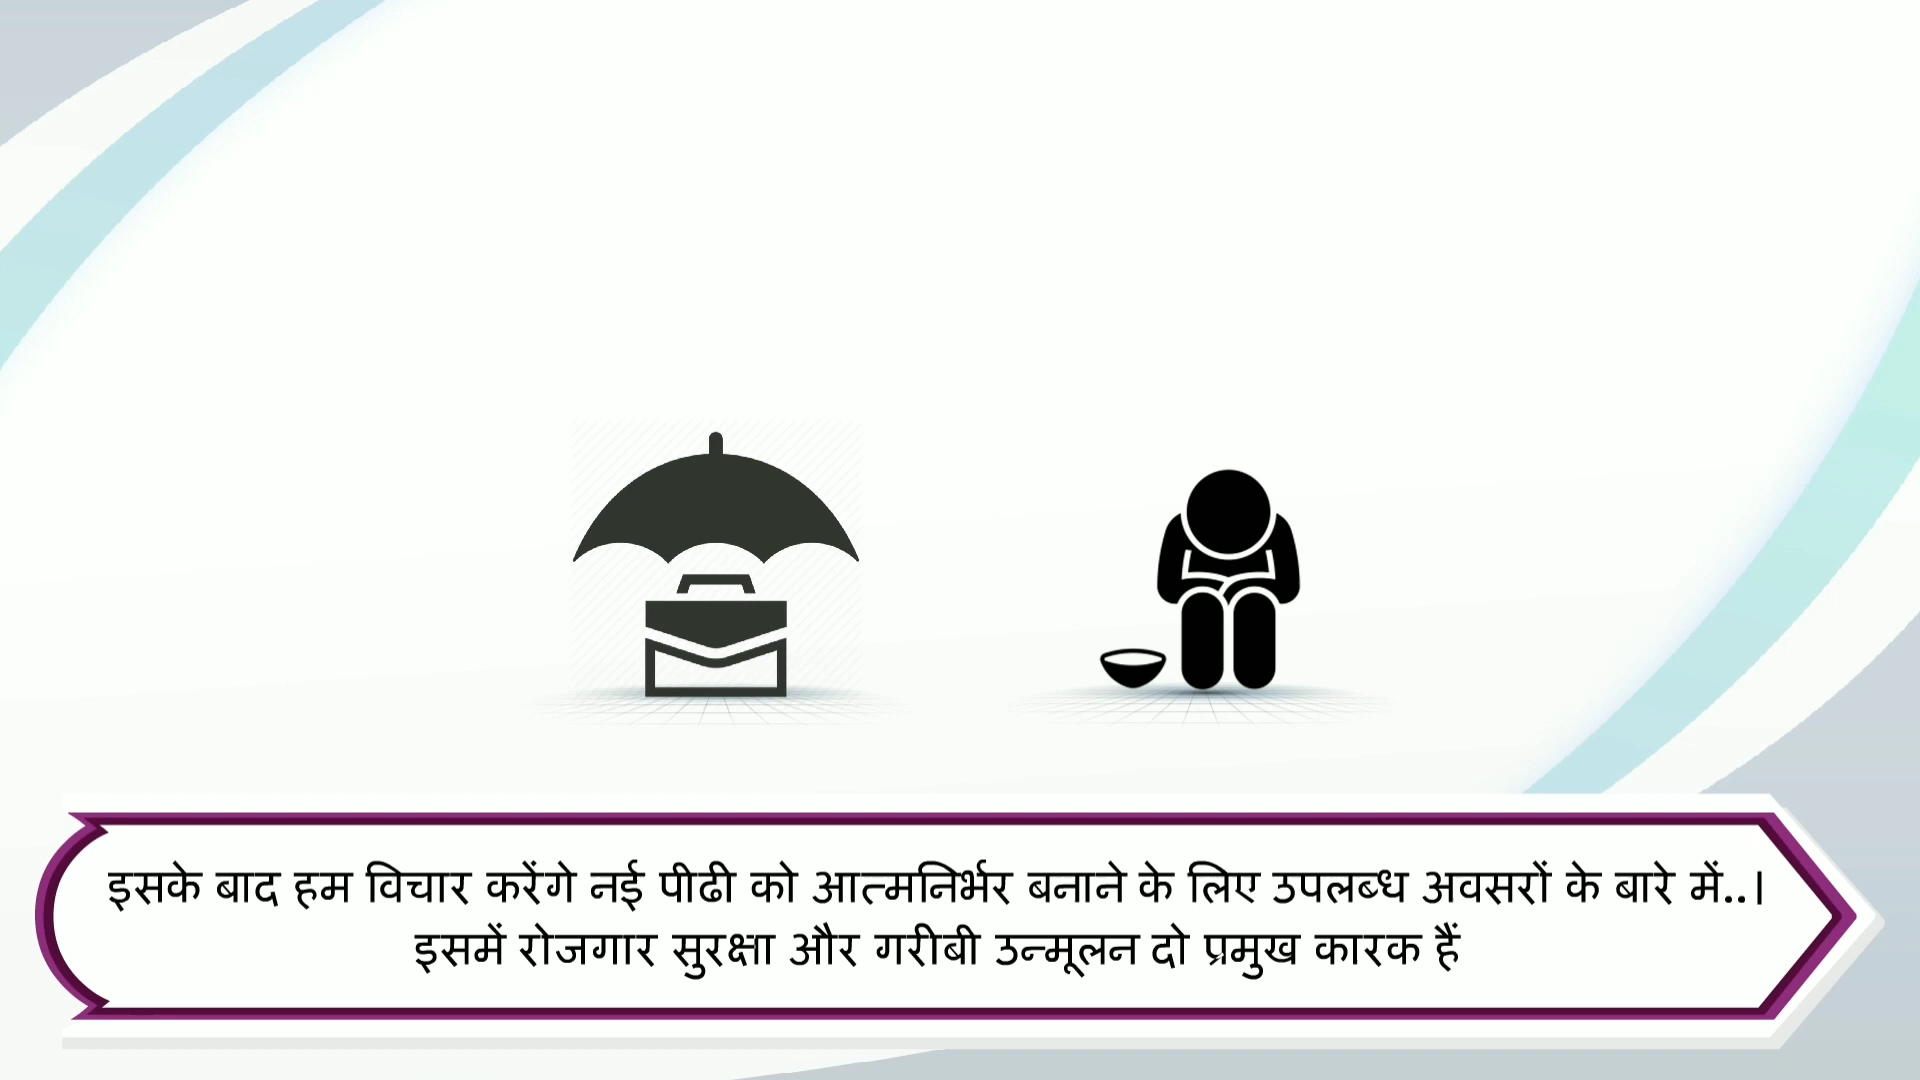 इसके बाद हम विचार करेंगे नई पीढी को आत्मनिर्भर बनाने के लिए उपलब्ध अवसरों के बारे में..।
इसमें रोजगार सुरक्षा और गरीबी उन्मूलन दो प्रमुख कारक हैं